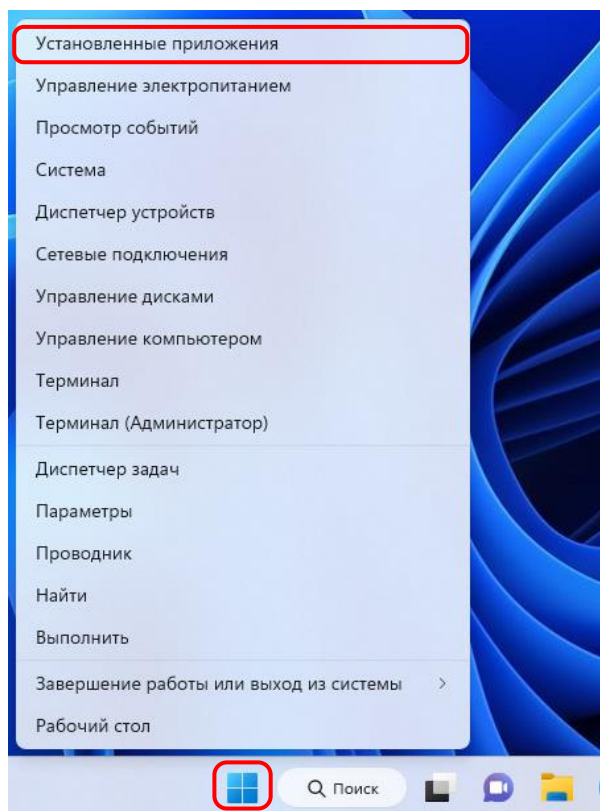 Установленные приложения
Управление электропитанием
Просмотр событий
Система
Диспетчер устройств
Сетевые подключения
Управление дисками
Управление компьютером
Терминал
Терминал (Администратор)
Диспетчер задач
Параметры
Проводник
Найти
Выполнить
Завершение работы или выход из системы
Рабочий стол
Поиск